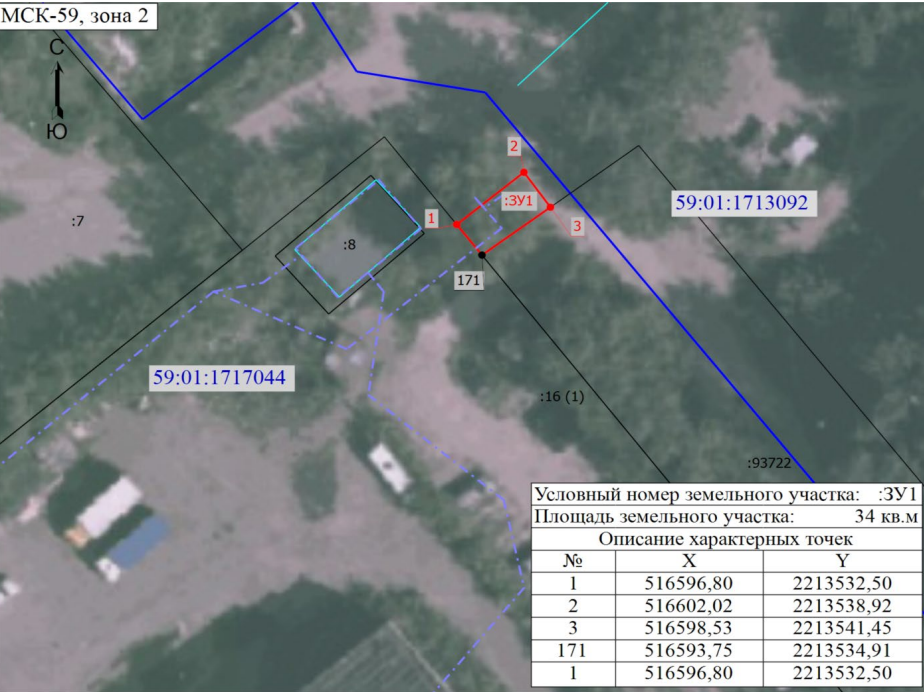 МСК-59, зона 2
С
Ю
2
:ЗУ1
1
3
59:01:1713092
:7
:8
171
59:01:1717044
:16 (1)
:93722
Условный номер земельного участка: :ЗУ1
Площадь земельного участка: 34 кв.м
Описание характерных точек
№ X Y
1 516596,80 2213532,50
2 516602,02 2213538,92
3 516598,53 2213541,45
171 516593,75 2213534,91
1 516596,80 2213532,50